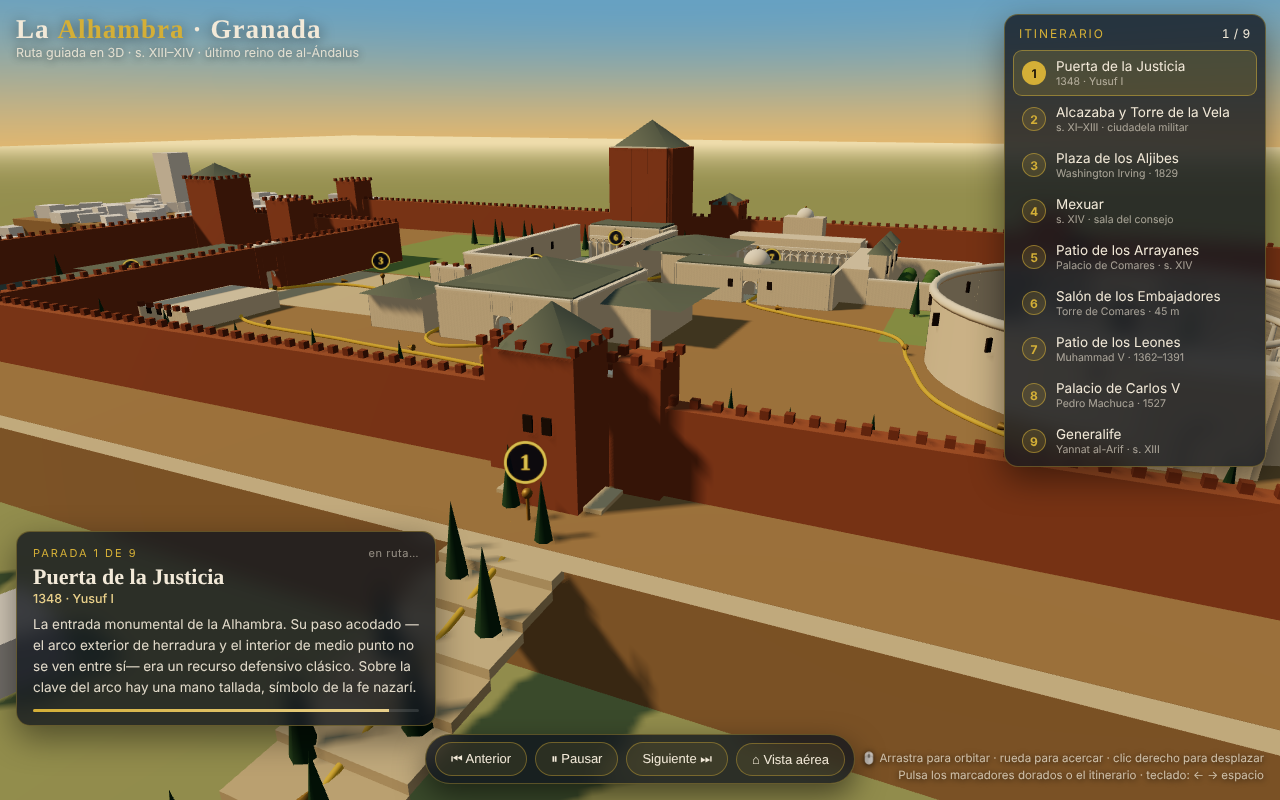 La Alhambra · Granada
Ruta guiada en 3D · s. XIII–XIV · último reino de al-Ándalus
ITINERARIO 1 / 9
1 Puerta de la Justicia
1348 · Yusuf I
2 Alcazaba y Torre de la Vela
s. XI–XIII · ciudadela militar
3 Plaza de los Aljibes
Washington Irving · 1829
4 Mexuar
s. XIV · sala del consejo
5 Patio de los Arrayanes
Palacio de Comares · s. XIV
6 Salón de los Embajadores
Torre de Comares · 45 m
7 Patio de los Leones
Muhammad V · 1362–1391
8 Palacio de Carlos V
Pedro Machuca · 1527
9 Generalife
Yannat al-Arif · s. XIII
6
3
7
1
PARADA 1 DE 9 en ruta…
Puerta de la Justicia
1348 · Yusuf I
La entrada monumental de la Alhambra. Su paso acodado —
el arco exterior de herradura y el interior de medio punto no
se ven entre sí— era un recurso defensivo clásico. Sobre la
clave del arco hay una mano tallada, símbolo de la fe nazarí.
⏮ Anterior
⏸ Pausar
Siguiente ⏭
⌂ Vista aérea
🖱 Arrastra para orbitar · rueda para acercar · clic derecho para desplazar
Pulsa los marcadores dorados o el itinerario · teclado: ← → espacio